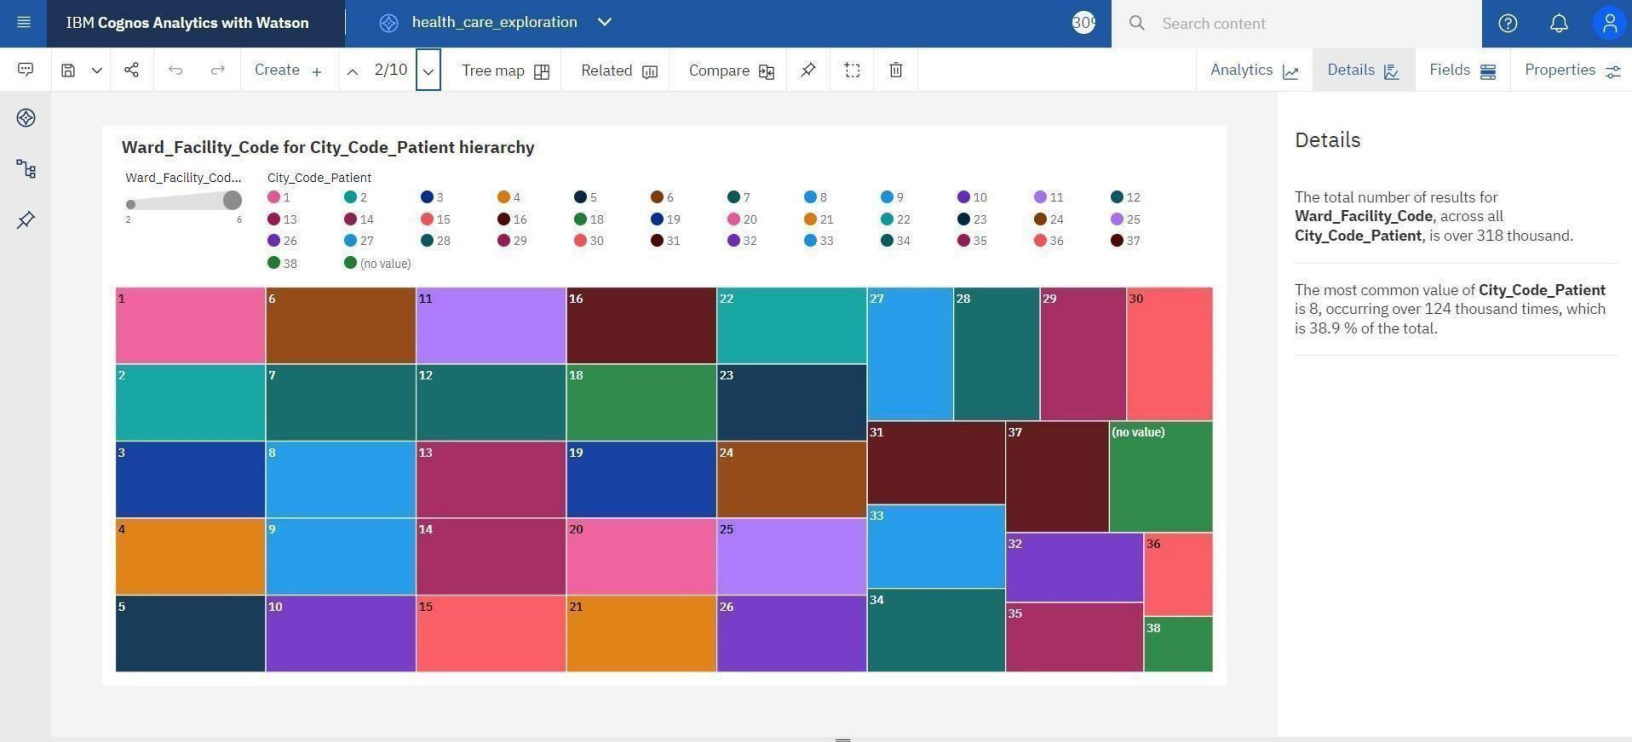 IBM Cognos Analytics with Watson
health_care_exploration
Search content
Create
2/10
Tree map
Related
Compare
Analytics
Details
Fields
Properties
Ward_Facility_Code for City_Code_Patient hierarchy
Ward_Facility_Cod...
2 6
City_Code_Patient
1 2 3 4 5 6 7 8 9 10 11 12
13 14 15 16 18 19 20 21 22 23 24 25
26 27 28 29 30 31 32 33 34 35 36 37
38 (no value)
1 6 11 16 22 27 28 29 30
2 7 12 18 23
31 37 (no value)
3 8 13 19 24
33
4 9 14 20 25
32 36
34
5 10 15 21 26
35
38
Details
The total number of results for
Ward_Facility_Code, across all
City_Code_Patient, is over 318 thousand.
The most common value of City_Code_Patient
is 8, occurring over 124 thousand times, which
is 38.9 % of the total.